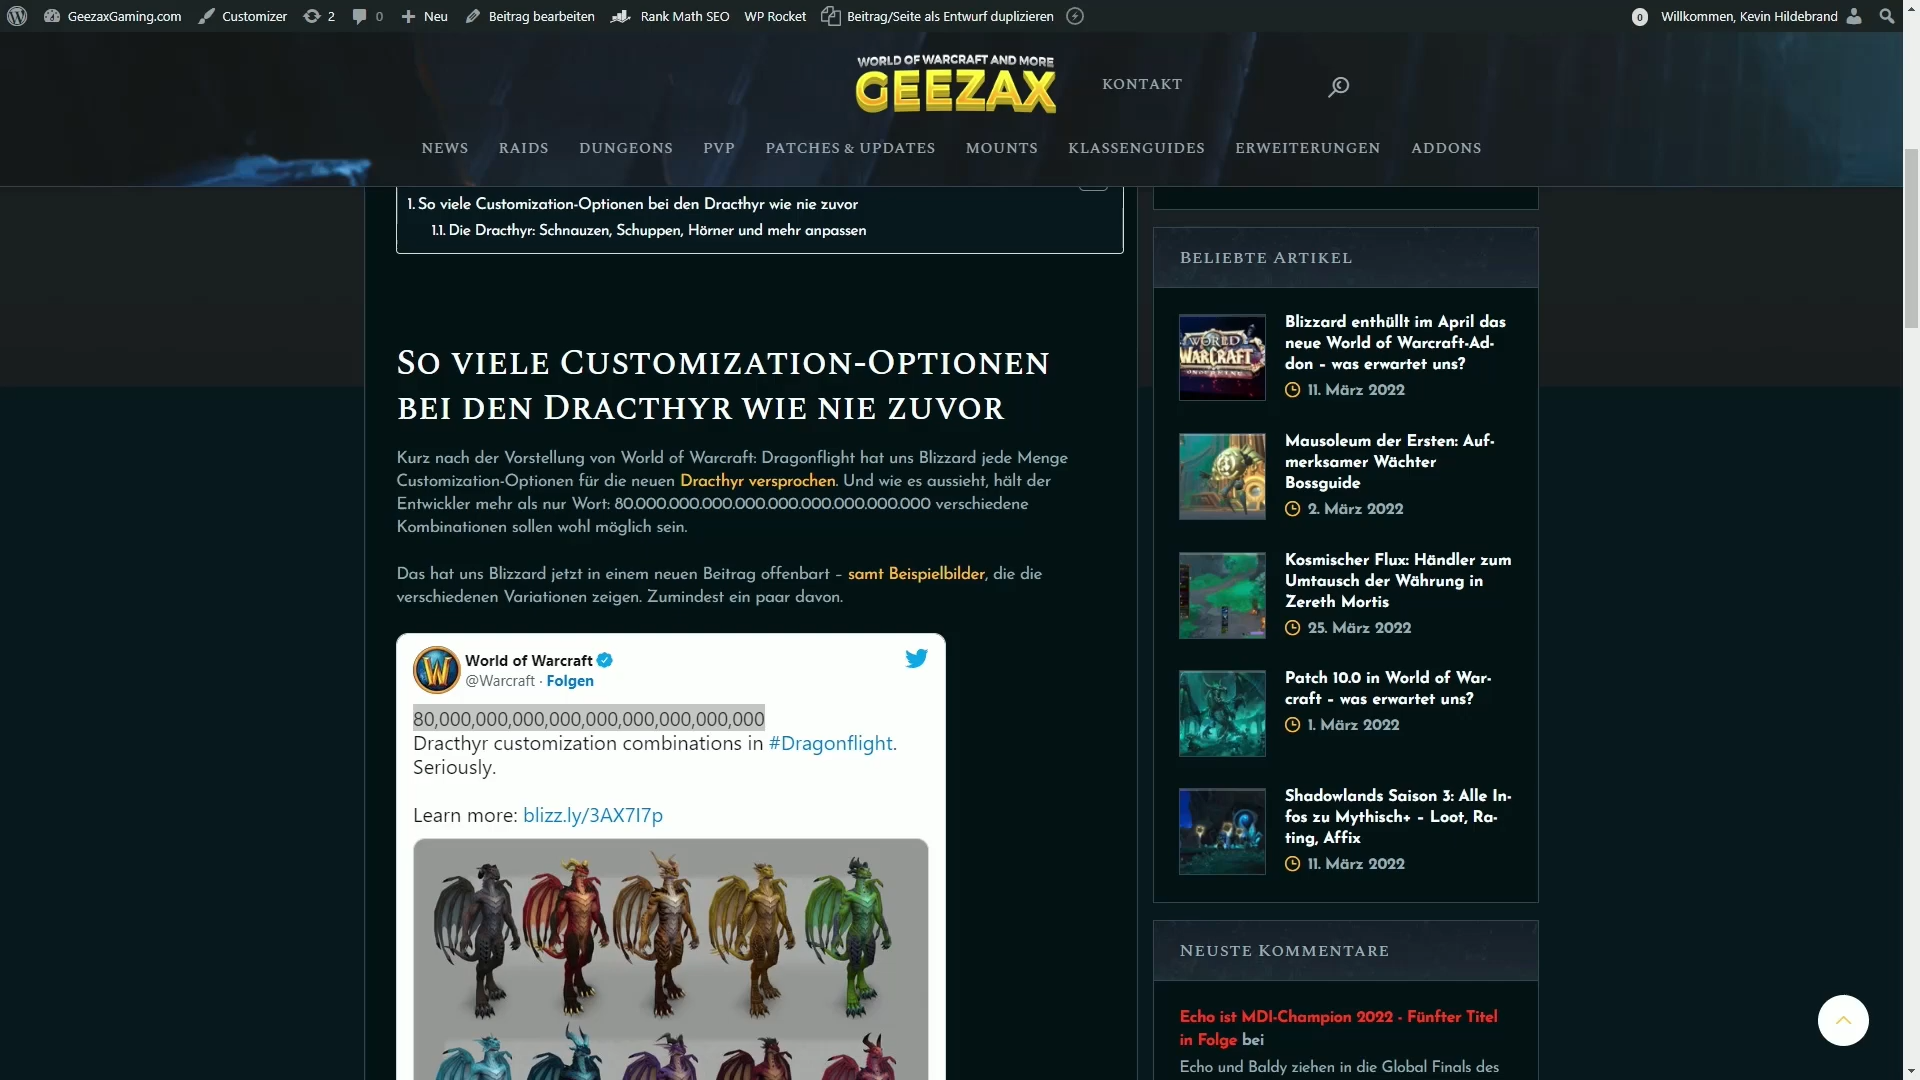 GeezaxGaming.com
Customizer
2
0
Neu
Beitrag bearbeiten
Rank Math SEO
WP Rocket
Beitrag/Seite als Entwurf duplizieren
0
Willkommen, Kevin Hildebrand
WORLD OF WARCRAFT AND MORE
GEEZAX
KONTAKT
NEWS
RAIDS
DUNGEONS
PVP
PATCHES & UPDATES
MOUNTS
KLASSENGUIDES
ERWEITERUNGEN
ADDONS
1. So viele Customization-Optionen bei den Dracthyr wie nie zuvor
1.1. Die Dracthyr: Schnauzen, Schuppen, Hörner und mehr anpassen
So viele Customization-Optionen
bei den Dracthyr wie nie zuvor
Kurz nach der Vorstellung von World of Warcraft: Dragonflight hat uns Blizzard jede Menge
Customization-Optionen für die neuen Dracthyr versprochen. Und wie es aussieht, hält der
Entwickler mehr als nur Wort: 80.000.000.000.000.000.000.000.000.000 verschiedene
Kombinationen sollen wohl möglich sein.
Das hat uns Blizzard jetzt in einem neuen Beitrag offenbart – samt Beispielbilder, die die
verschiedenen Variationen zeigen. Zumindest ein paar davon.
World of Warcraft
@Warcraft · Folgen
80,000,000,000,000,000,000,000,000,000
Dracthyr customization combinations in #Dragonflight.
Seriously.
Learn more: blizz.ly/3AX7I7p
Beliebte Artikel
WORLD
WARCRAFT
Blizzard enthüllt im April das
neue World of Warcraft-Ad-
don – was erwartet uns?
11. März 2022
Mausoleum der Ersten: Auf-
merksamer Wächter
Bossguide
2. März 2022
Kosmischer Flux: Händler zum
Umtausch der Währung in
Zereth Mortis
25. März 2022
Patch 10.0 in World of War-
craft – was erwartet uns?
1. März 2022
Shadowlands Saison 3: Alle In-
fos zu Mythisch+ – Loot, Ra-
ting, Affix
11. März 2022
Neuste Kommentare
Echo ist MDI-Champion 2022 - Fünfter Titel
in Folge bei
Echo und Baldy ziehen in die Global Finals des